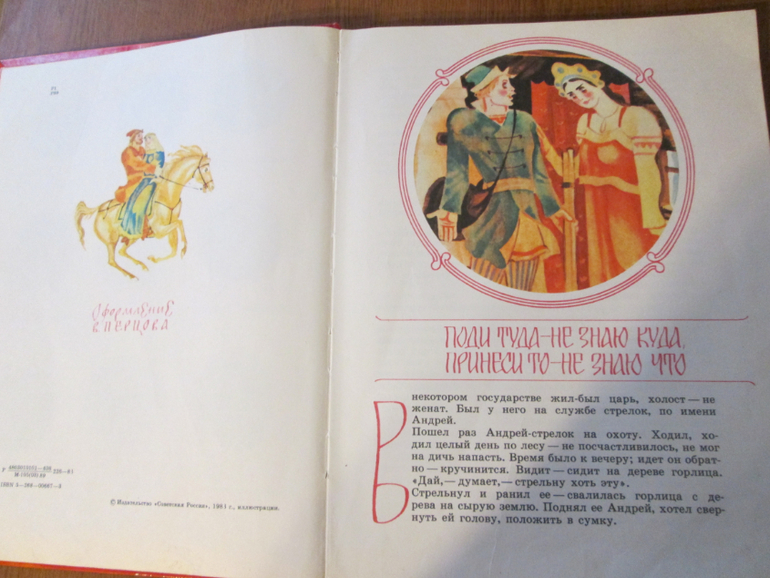 Оформление
В. Перцова
© Издательство «Советская Россия», 1981 г., иллюстрации.
ПОДИ ТУДА-НЕ ЗНАЮ КУДА,
ПРИНЕСИ ТО-НЕ ЗНАЮ ЧТО
В некотором государстве жил-был царь, холост — не
женат. Был у него на службе стрелок, по имени
Андрей.
Пошел раз Андрей-стрелок на охоту. Ходил, хо-
дил целый день по лесу — не посчастливилось, не мог
на дичь напасть. Время было к вечеру; идет он обрат-
но — кручинится. Видит — сидит на дереве горлица.
«Дай, — думает, — стрельну хоть эту».
Стрельнул и ранил ее — свалилась горлица с де-
рева на сырую землю. Поднял ее Андрей, хотел свер-
нуть ей голову, положить в сумку.